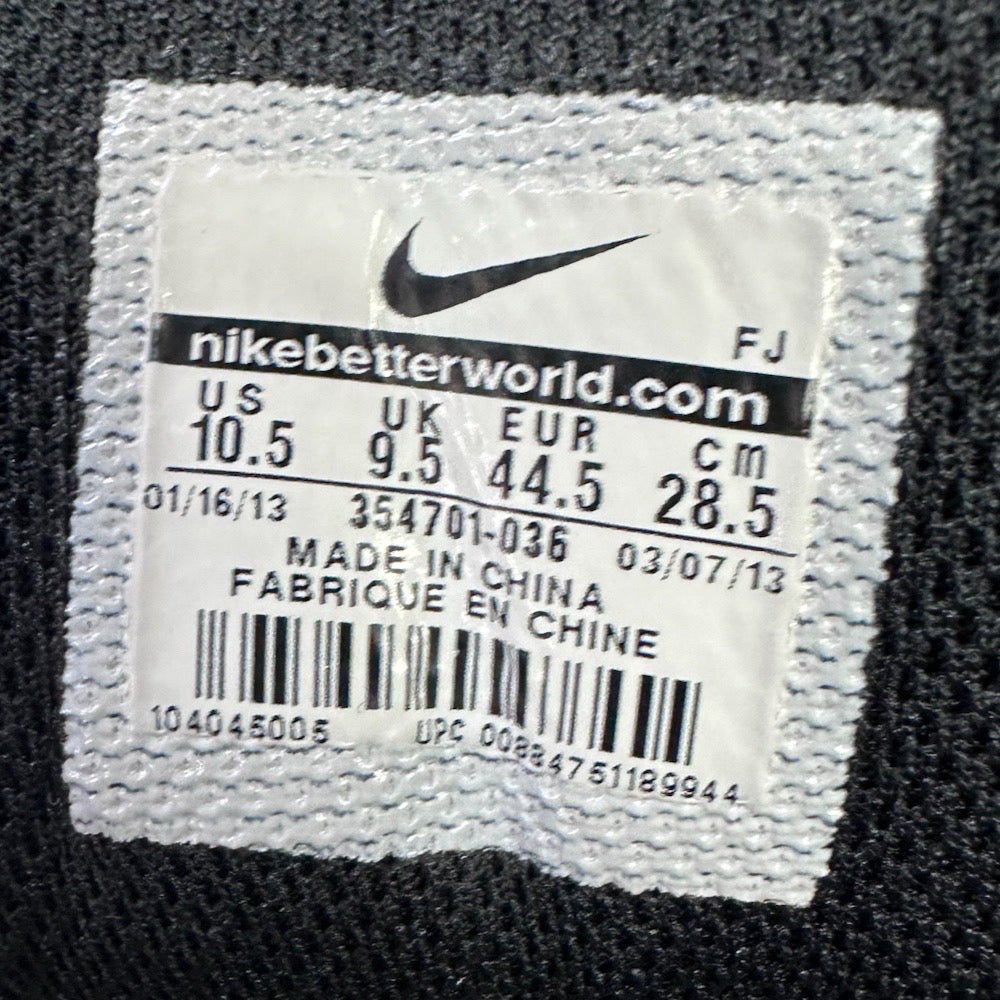 FJ
nikebetterworld.com
US UK EUR cm
10.5 9.5 44.5 28.5
01/16/13 354701-036 03/07/13
MADE IN CHINA
FABRIQUE EN CHINE
104045005 UPC 00884751189944